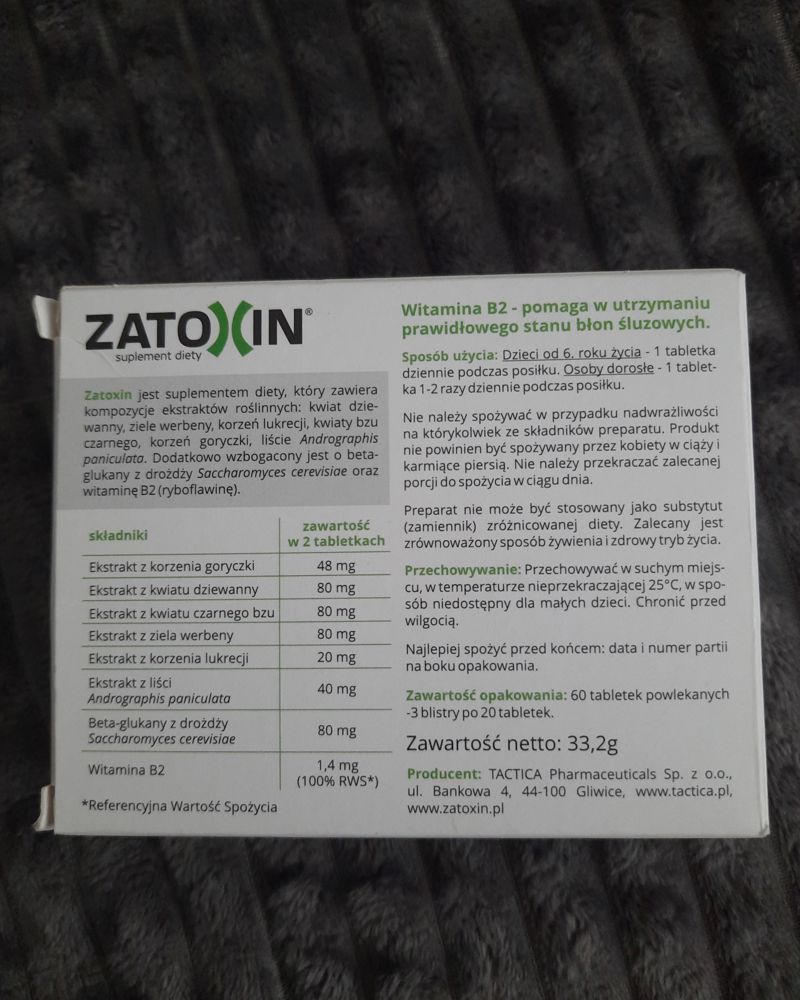 ZATOXIN®
suplement diety
Zatoxin jest suplementem diety, który zawiera
kompozycje ekstraktów roślinnych: kwiat dzie-
wanny, ziele werbeny, korzeń lukrecji, kwiaty bzu
czarnego, korzeń goryczki, liście Andrographis
paniculata. Dodatkowo wzbogacony jest o beta-
glukany z drożdży Saccharomyces cerevisiae oraz
witaminę B2 (ryboflawinę).
składniki zawartość w 2 tabletkach
Ekstrakt z korzenia goryczki 48 mg
Ekstrakt z kwiatu dziewanny 80 mg
Ekstrakt z kwiatu czarnego bzu 80 mg
Ekstrakt z ziela werbeny 80 mg
Ekstrakt z korzenia lukrecji 20 mg
Ekstrakt z liści
Andrographis paniculata 40 mg
Beta-glukany z drożdży
Saccharomyces cerevisiae 80 mg
Witamina B2 1,4 mg
(100% RWS*)
*Referencyjna Wartość Spożycia
Witamina B2 - pomaga w utrzymaniu
prawidłowego stanu błon śluzowych.
Sposób użycia: Dzieci od 6. roku życia - 1 tabletka
dziennie podczas posiłku. Osoby dorosłe - 1 tablet-
ka 1-2 razy dziennie podczas posiłku.
Nie należy spożywać w przypadku nadwrażliwości
na którykolwiek ze składników preparatu. Produkt
nie powinien być spożywany przez kobiety w ciąży i
karmiące piersią. Nie należy przekraczać zalecanej
porcji do spożycia w ciągu dnia.
Preparat nie może być stosowany jako substytut
(zamiennik) zróżnicowanej diety. Zalecany jest
zrównoważony sposób żywienia i zdrowy tryb życia.
Przechowywanie: Przechowywać w suchym miejs-
cu, w temperaturze nieprzekraczającej 25°C, w spo-
sób niedostępny dla małych dzieci. Chronić przed
wilgocią.
Najlepiej spożyć przed końcem: data i numer partii
na boku opakowania.
Zawartość opakowania: 60 tabletek powlekanych
-3 blistry po 20 tabletek.
Zawartość netto: 33,2g
Producent: TACTICA Pharmaceuticals Sp. z o.o.,
ul. Bankowa 4, 44-100 Gliwice, www.tactica.pl,
www.zatoxin.pl